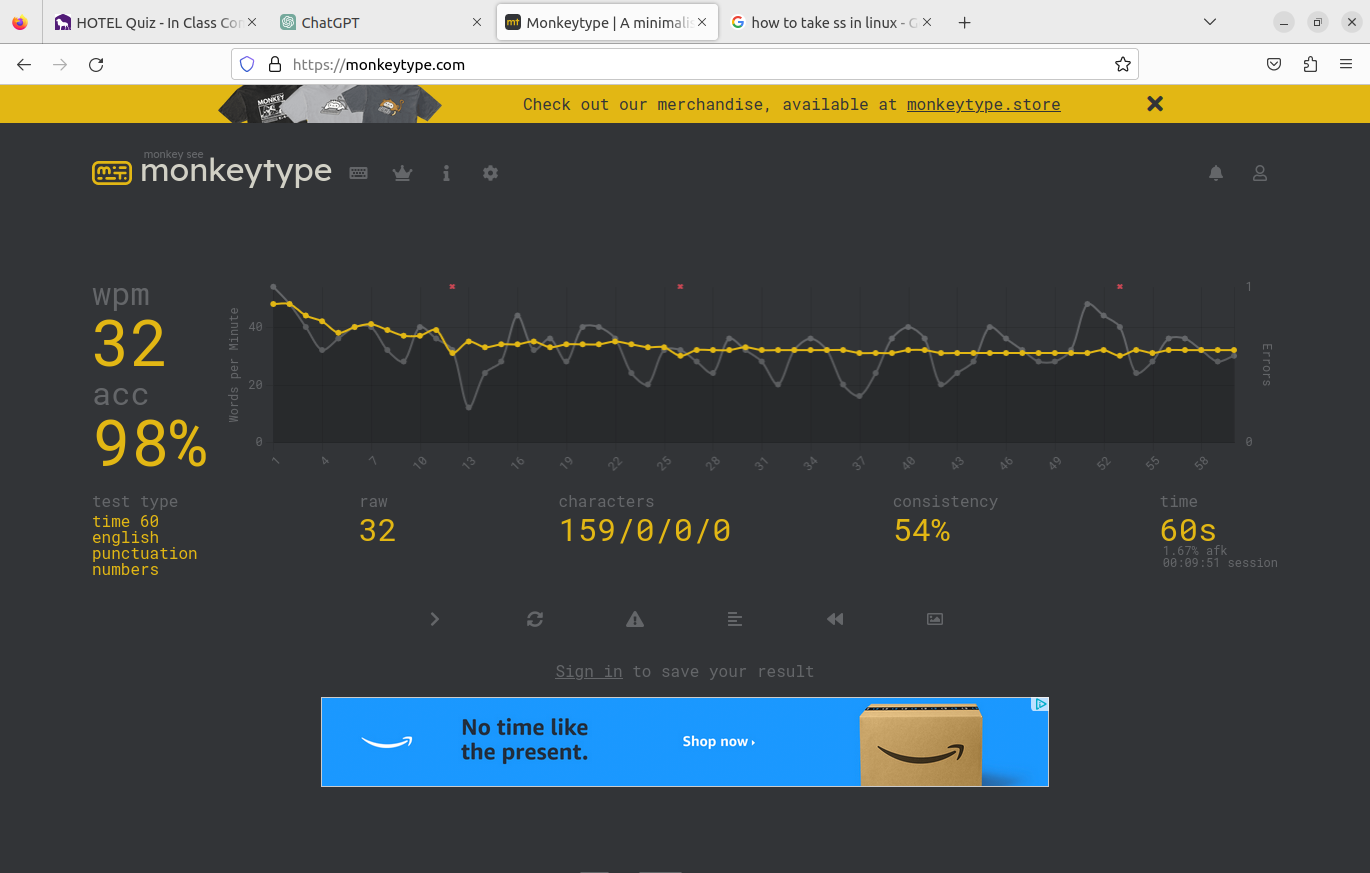 HOTEL Quiz - In Class Con
ChatGPT
Monkeytype | A minimalis
how to take ss in linux - G
https://monkeytype.com
MONKEY
Check out our merchandise, available at monkeytype.store
monkey see
monkeytype
wpm
32
acc
98%
Words per Minute
40
20
0
1
Errors
0
1 4 7 10 13 16 19 22 25 28 31 34 37 40 43 46 49 52 55 58
test type
time 60
english
punctuation
numbers
raw
32
characters
159/0/0/0
consistency
54%
time
60s
1.67% afk
00:09:51 session
Sign in to save your result
No time like
the present.
Shop now ›